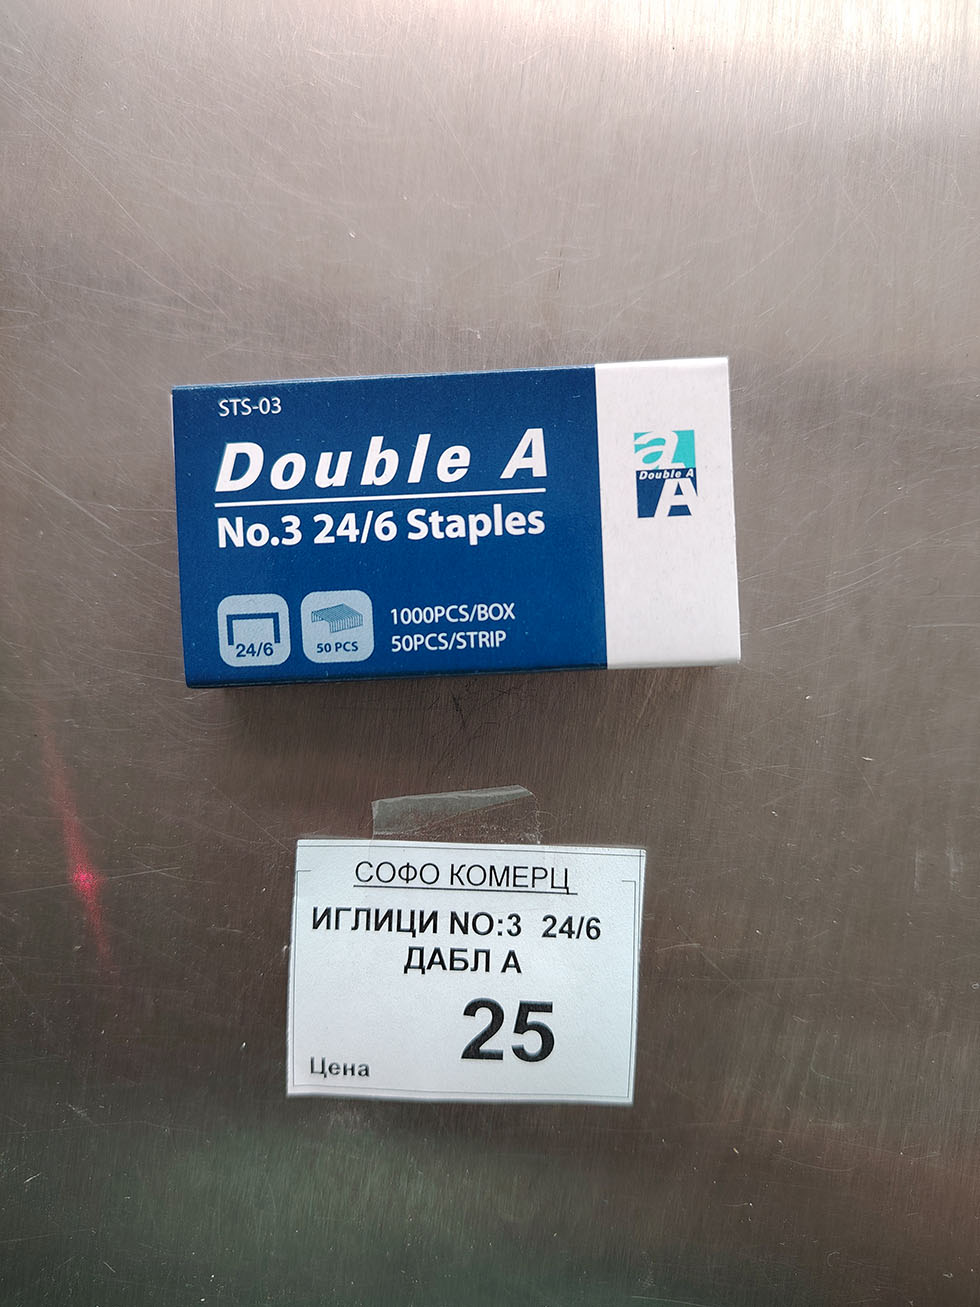 STS-03
Double A
No.3 24/6 Staples
24/6
50 PCS
1000PCS/BOX
50PCS/STRIP
a
Double A
A
СОФО КОМЕРЦ
ИГЛИЦИ NO:3 24/6
ДАБЛ А
25
Цена